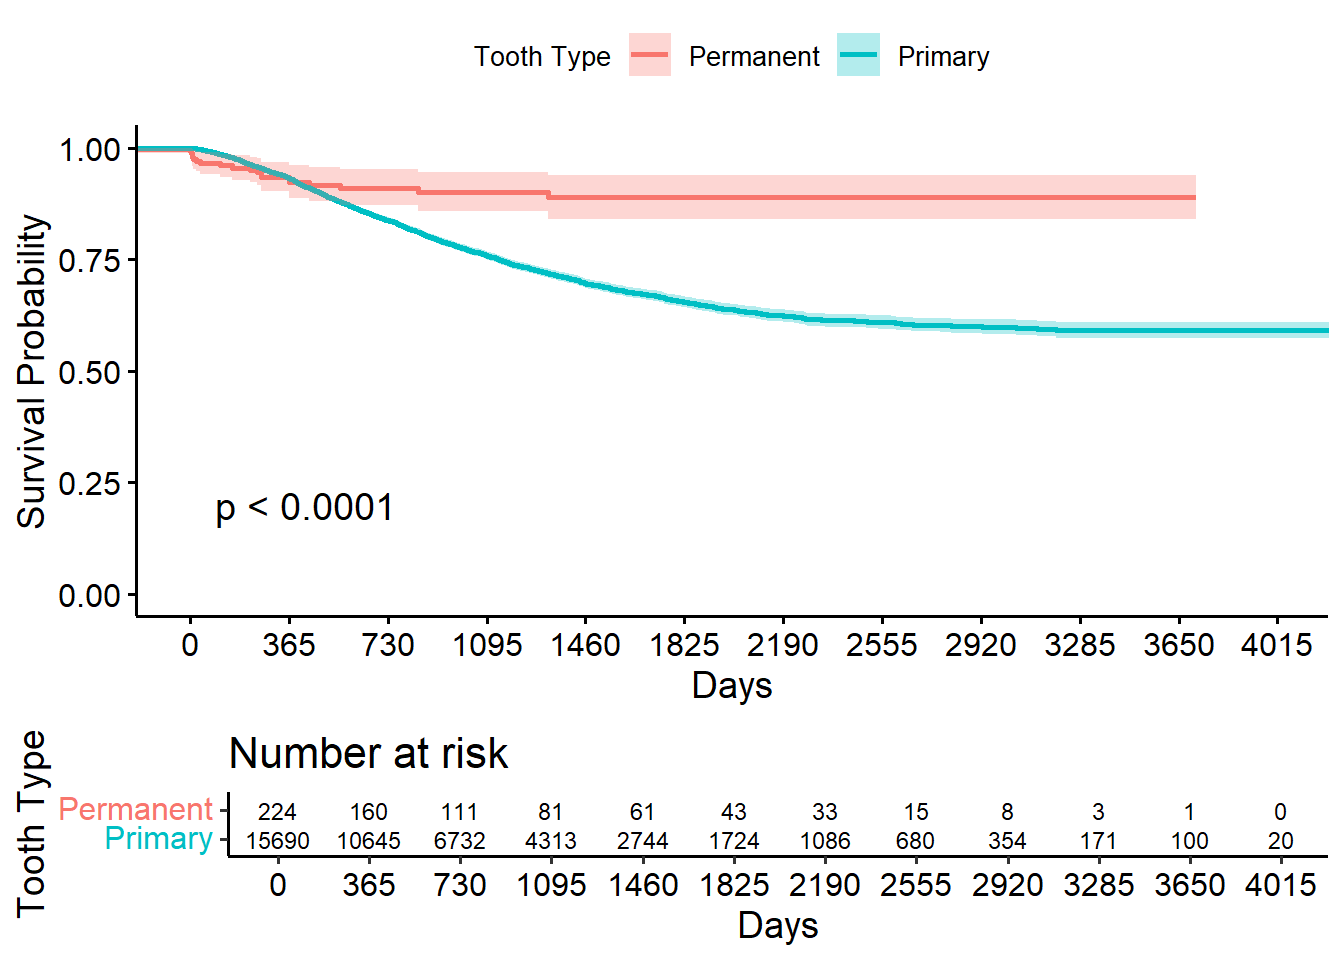 Tooth Type Permanent Primary
1.00
0.75
0.50
0.25
0.00
Survival Probability
p < 0.0001
0 365 730 1095 1460 1825 2190 2555 2920 3285 3650 4015
Days
Number at risk
Tooth Type
Permanent 224 160 111 81 61 43 33 15 8 3 1 0
Primary 15690 10645 6732 4313 2744 1724 1086 680 354 171 100 20
0 365 730 1095 1460 1825 2190 2555 2920 3285 3650 4015
Days